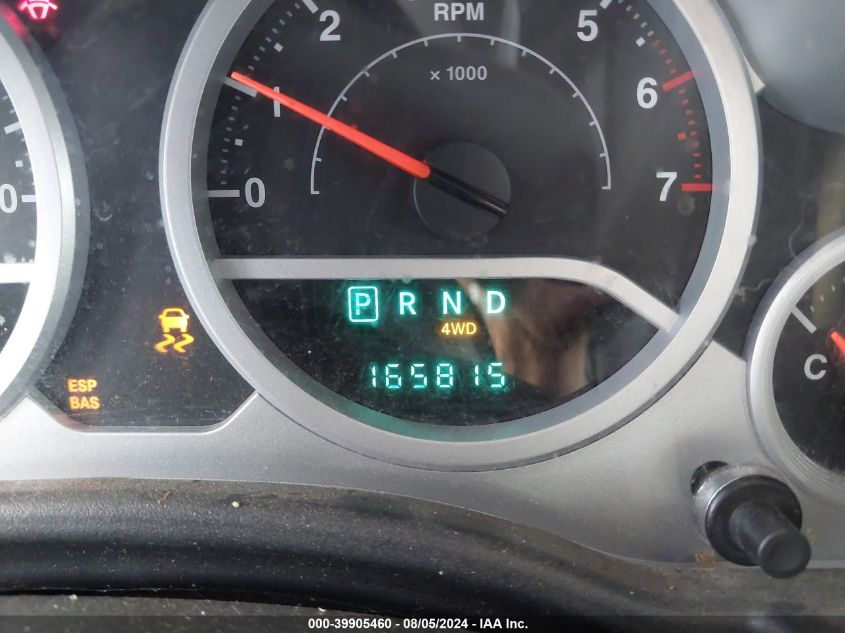 2 RPM 5
× 1000
1 6
0 0 7
P R N D
4WD
C
165815
ESP
BAS
000-39905460 - 08/05/2024 - IAA Inc.